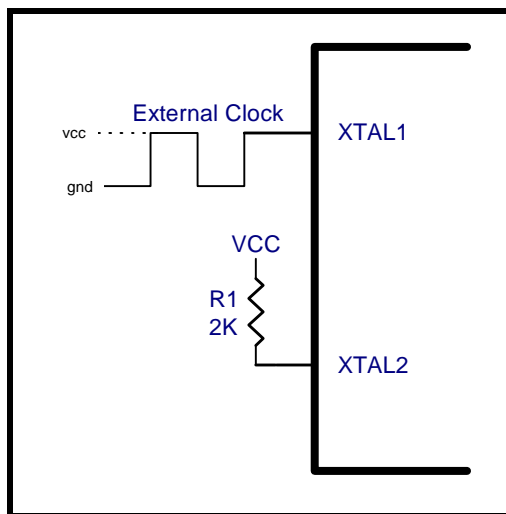 External Clock
vcc
XTAL1
gnd
VCC
R1
2K
XTAL2